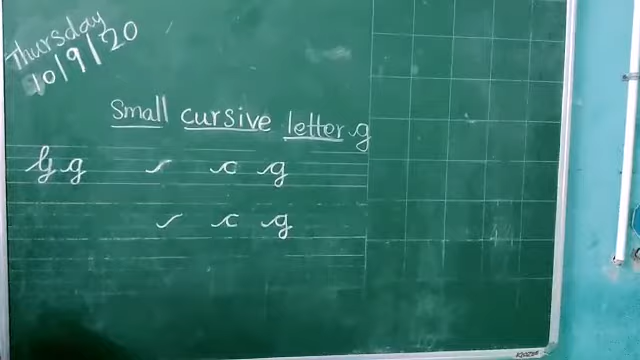 Thursday
10/9/20
Small cursive letter g
G g c g
c g